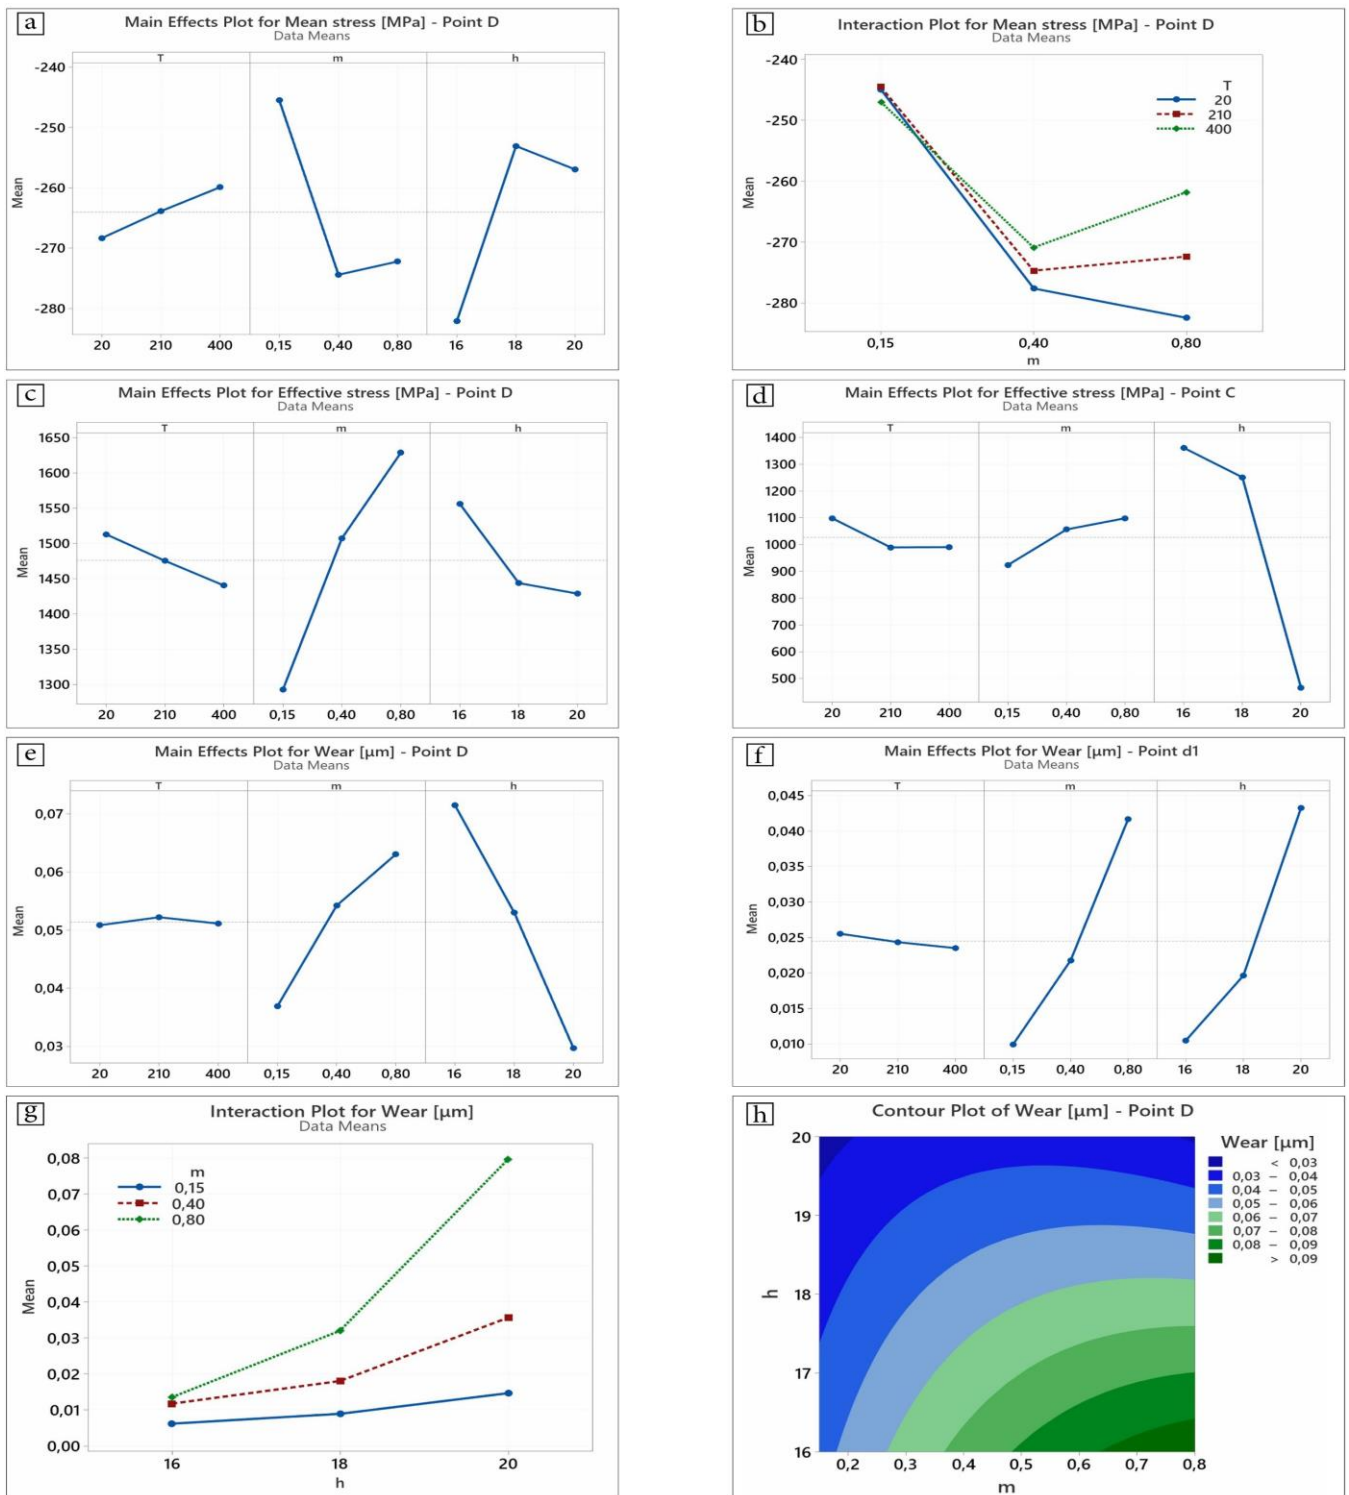 a
Main Effects Plot for Mean stress [MPa] - Point D
Data Means
T m h
-240
-250
-260
-270
-280
Mean
20 210 400 0,15 0,40 0,80 16 18 20
b
Interaction Plot for Mean stress [MPa] - Point D
Data Means
-240
-250
-260
-270
-280
Mean
T
20
210
400
0,15 0,40 0,80
m
c
Main Effects Plot for Effective stress [MPa] - Point D
Data Means
T m h
1650
1600
1550
1500
1450
1400
1350
1300
Mean
20 210 400 0,15 0,40 0,80 16 18 20
d
Main Effects Plot for Effective stress [MPa] - Point C
Data Means
T m h
1400
1300
1200
1100
1000
900
800
700
600
500
Mean
20 210 400 0,15 0,40 0,80 16 18 20
e
Main Effects Plot for Wear [µm] - Point D
Data Means
T m h
0,07
0,06
0,05
0,04
0,03
Mean
20 210 400 0,15 0,40 0,80 16 18 20
f
Main Effects Plot for Wear [µm] - Point d1
Data Means
T m h
0,045
0,040
0,035
0,030
0,025
0,020
0,015
0,010
Mean
20 210 400 0,15 0,40 0,80 16 18 20
g
Interaction Plot for Wear [µm]
Data Means
0,08
0,07
0,06
0,05
0,04
0,03
0,02
0,01
0,00
Mean
m
0,15
0,40
0,80
16 18 20
h
h
Contour Plot of Wear [µm] - Point D
20
19
18
17
16
h
0,2 0,3 0,4 0,5 0,6 0,7 0,8
m
Wear [µm]
< 0,03
0,03 – 0,04
0,04 – 0,05
0,05 – 0,06
0,06 – 0,07
0,07 – 0,08
0,08 – 0,09
> 0,09